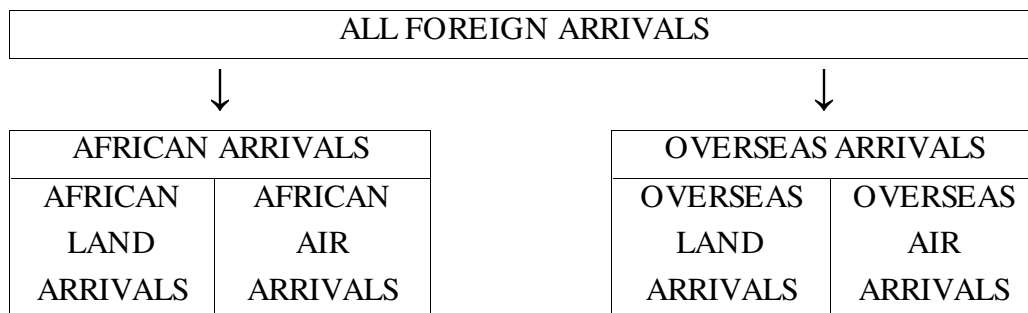 ALL FOREIGN ARRIVALS
AFRICAN ARRIVALS
AFRICAN
LAND
ARRIVALS
AFRICAN
AIR
ARRIVALS
OVERSEAS ARRIVALS
OVERSEAS
LAND
ARRIVALS
OVERSEAS
AIR
ARRIVALS